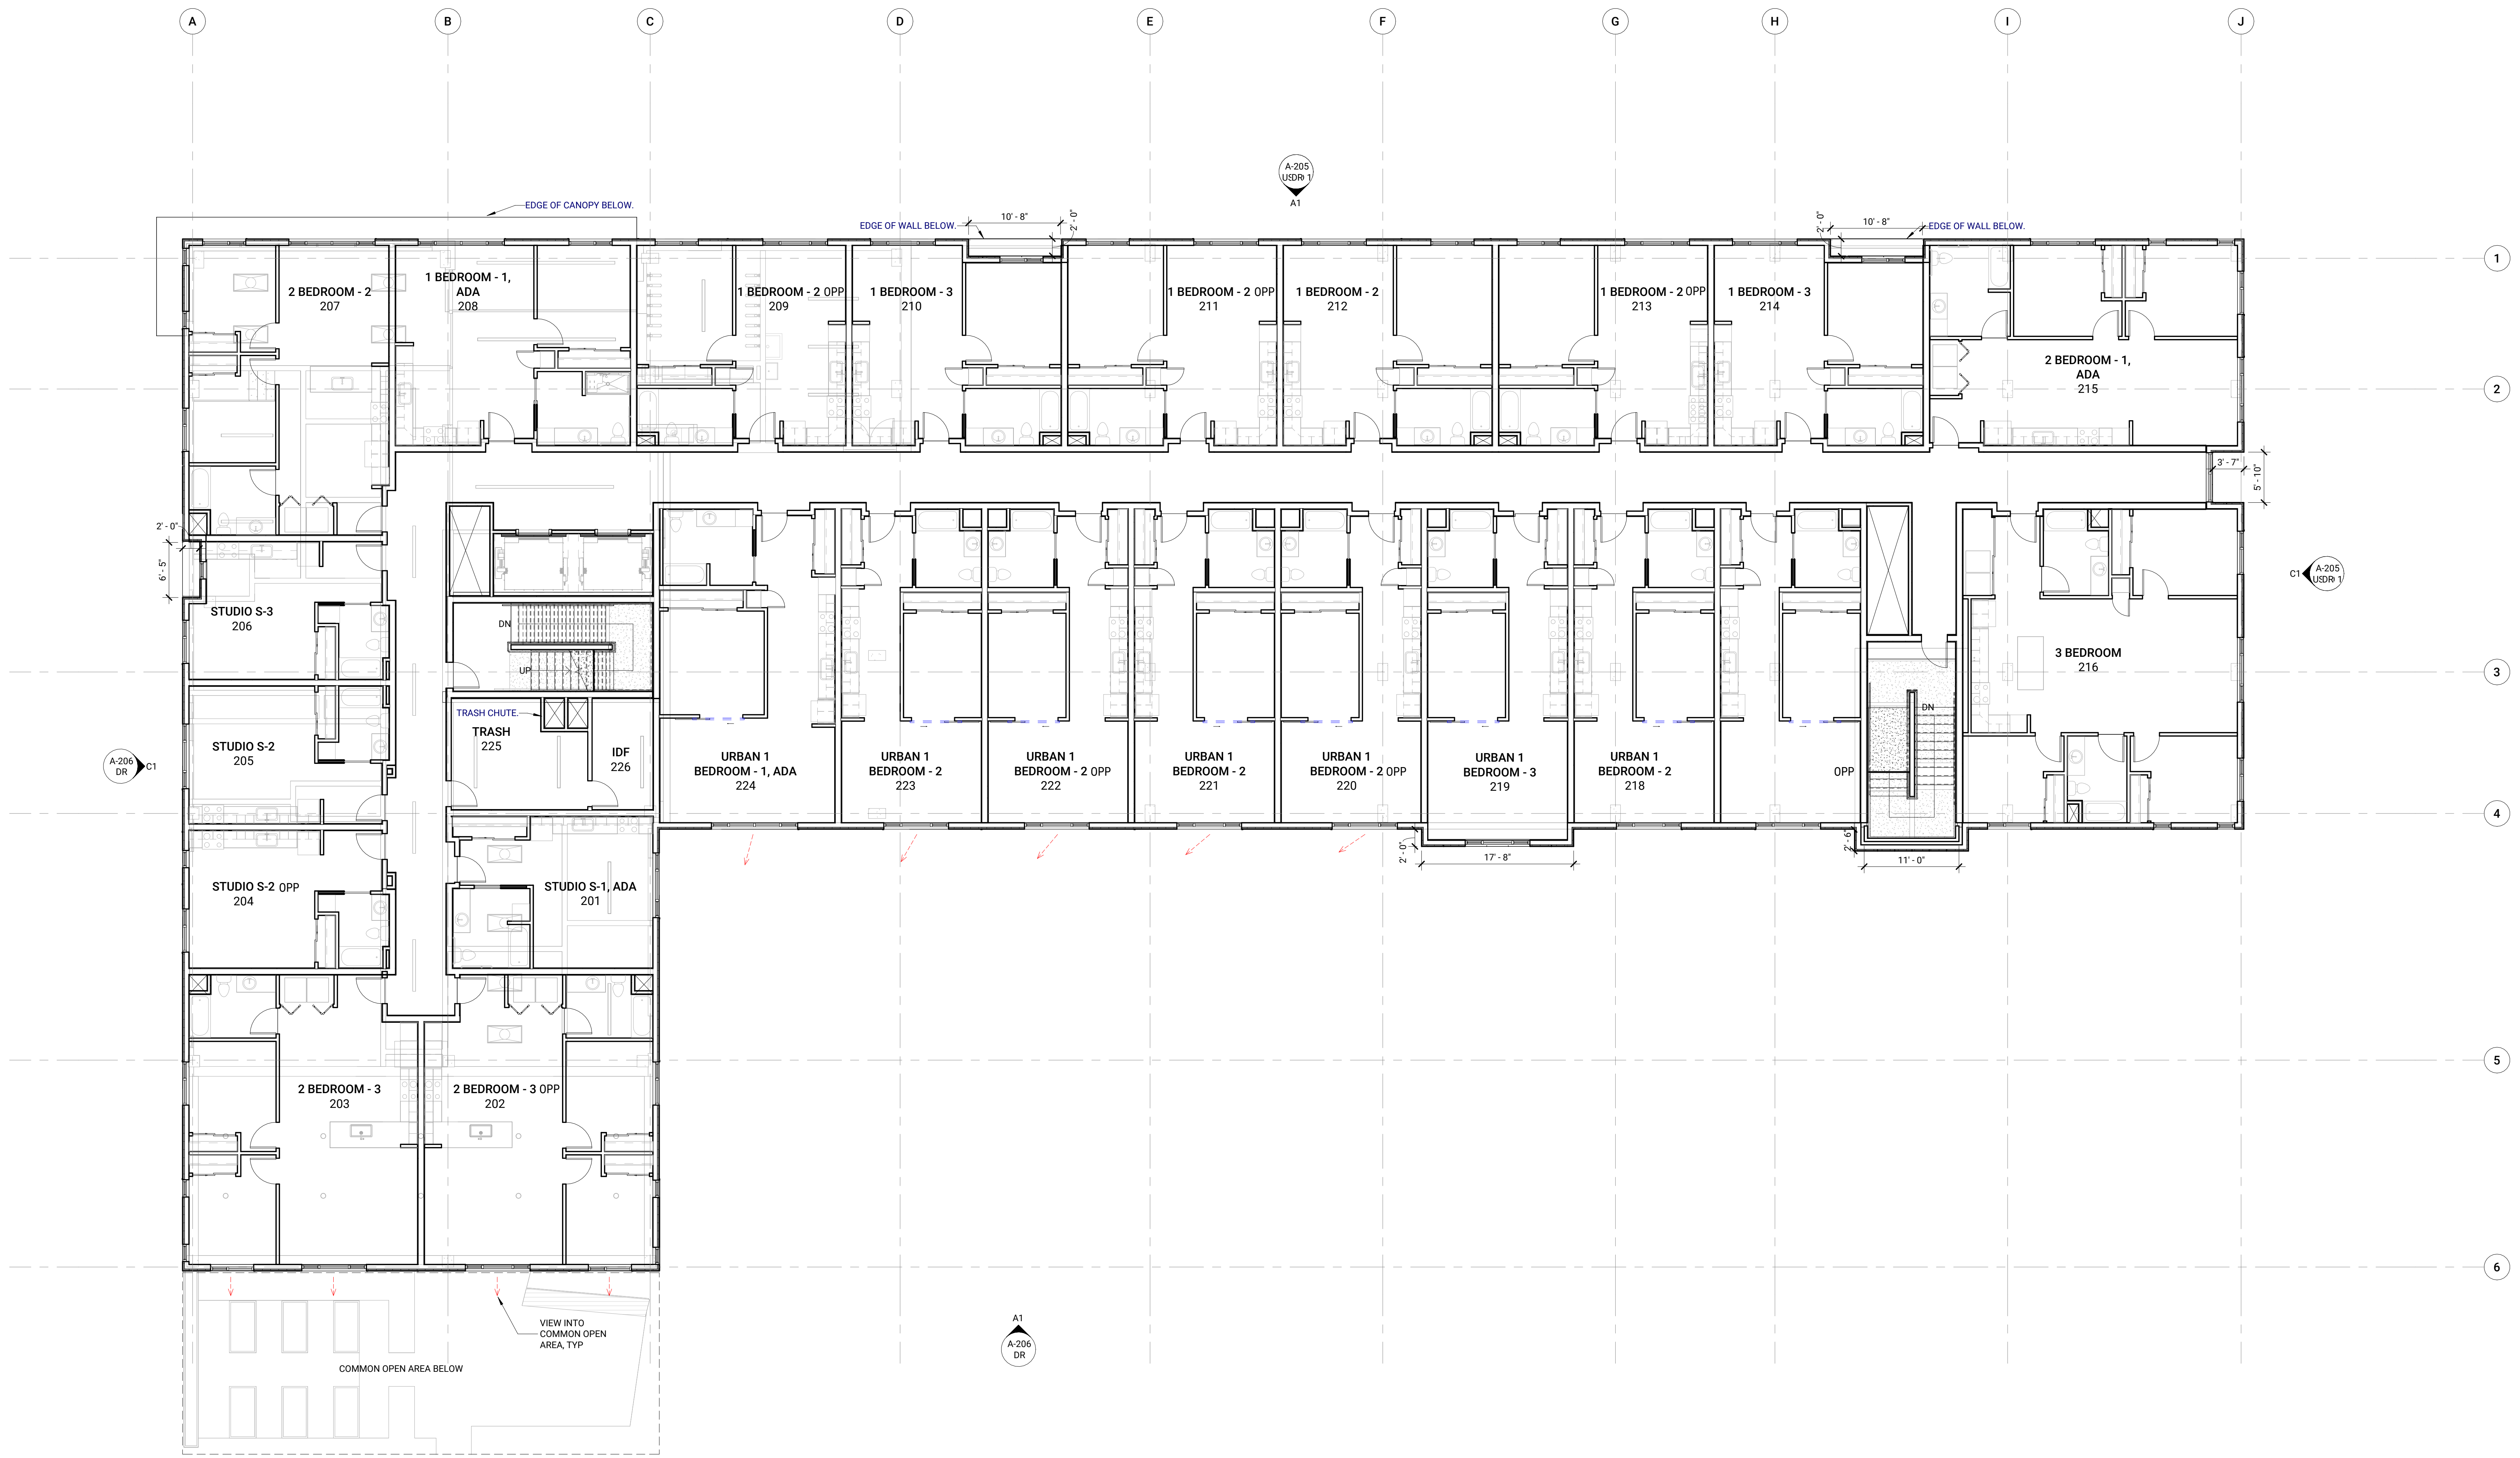 A B C D E F G H I J
A-205
A1
EDGE OF CANOPY BELOW.
EDGE OF WALL BELOW.
10' - 8"
2' - 0"
2' - 0"
10' - 8"
EDGE OF WALL BELOW.
1
2 BEDROOM - 2
207
1 BEDROOM - 1,
ADA
208
1 BEDROOM - 2 OPP
209
1 BEDROOM - 3
210
1 BEDROOM - 2 OPP
211
1 BEDROOM - 2
212
1 BEDROOM - 2 OPP
213
1 BEDROOM - 3
214
2 BEDROOM - 1,
ADA
215
2
3' - 7"
5' - 10"
2' - 0"
6' - 5"
STUDIO S-3
206
DN
UP
C1
A-205
3 BEDROOM
216
3
DN
TRASH CHUTE.
TRASH
225
IDF
226
STUDIO S-2
205
A-206
DR
C1
URBAN 1
BEDROOM - 1, ADA
224
URBAN 1
BEDROOM - 2
223
URBAN 1
BEDROOM - 2 OPP
222
URBAN 1
BEDROOM - 2
221
URBAN 1
BEDROOM - 2 OPP
220
URBAN 1
BEDROOM - 3
219
URBAN 1
BEDROOM - 2
218
OPP
4
2' - 0"
17' - 8"
2' - 6"
11' - 0"
STUDIO S-2 OPP
204
STUDIO S-1, ADA
201
5
2 BEDROOM - 3
203
2 BEDROOM - 3 OPP
202
6
VIEW INTO
COMMON OPEN
AREA, TYP
COMMON OPEN AREA BELOW
A1
A-206
DR